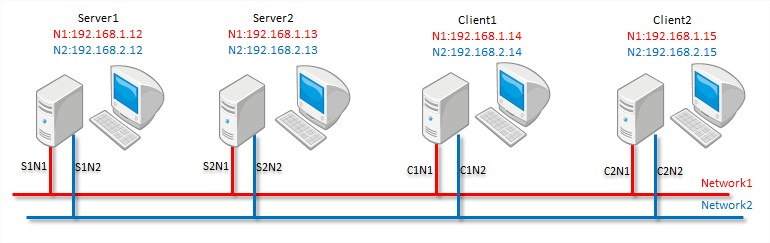 Server1
N1:192.168.1.12
N2:192.168.2.12
Server2
N1:192.168.1.13
N2:192.168.2.13
Client1
N1:192.168.1.14
N2:192.168.2.14
Client2
N1:192.168.1.15
N2:192.168.2.15
S1N1
S1N2
S2N1
S2N2
C1N1
C1N2
C2N1
C2N2
Network1
Network2